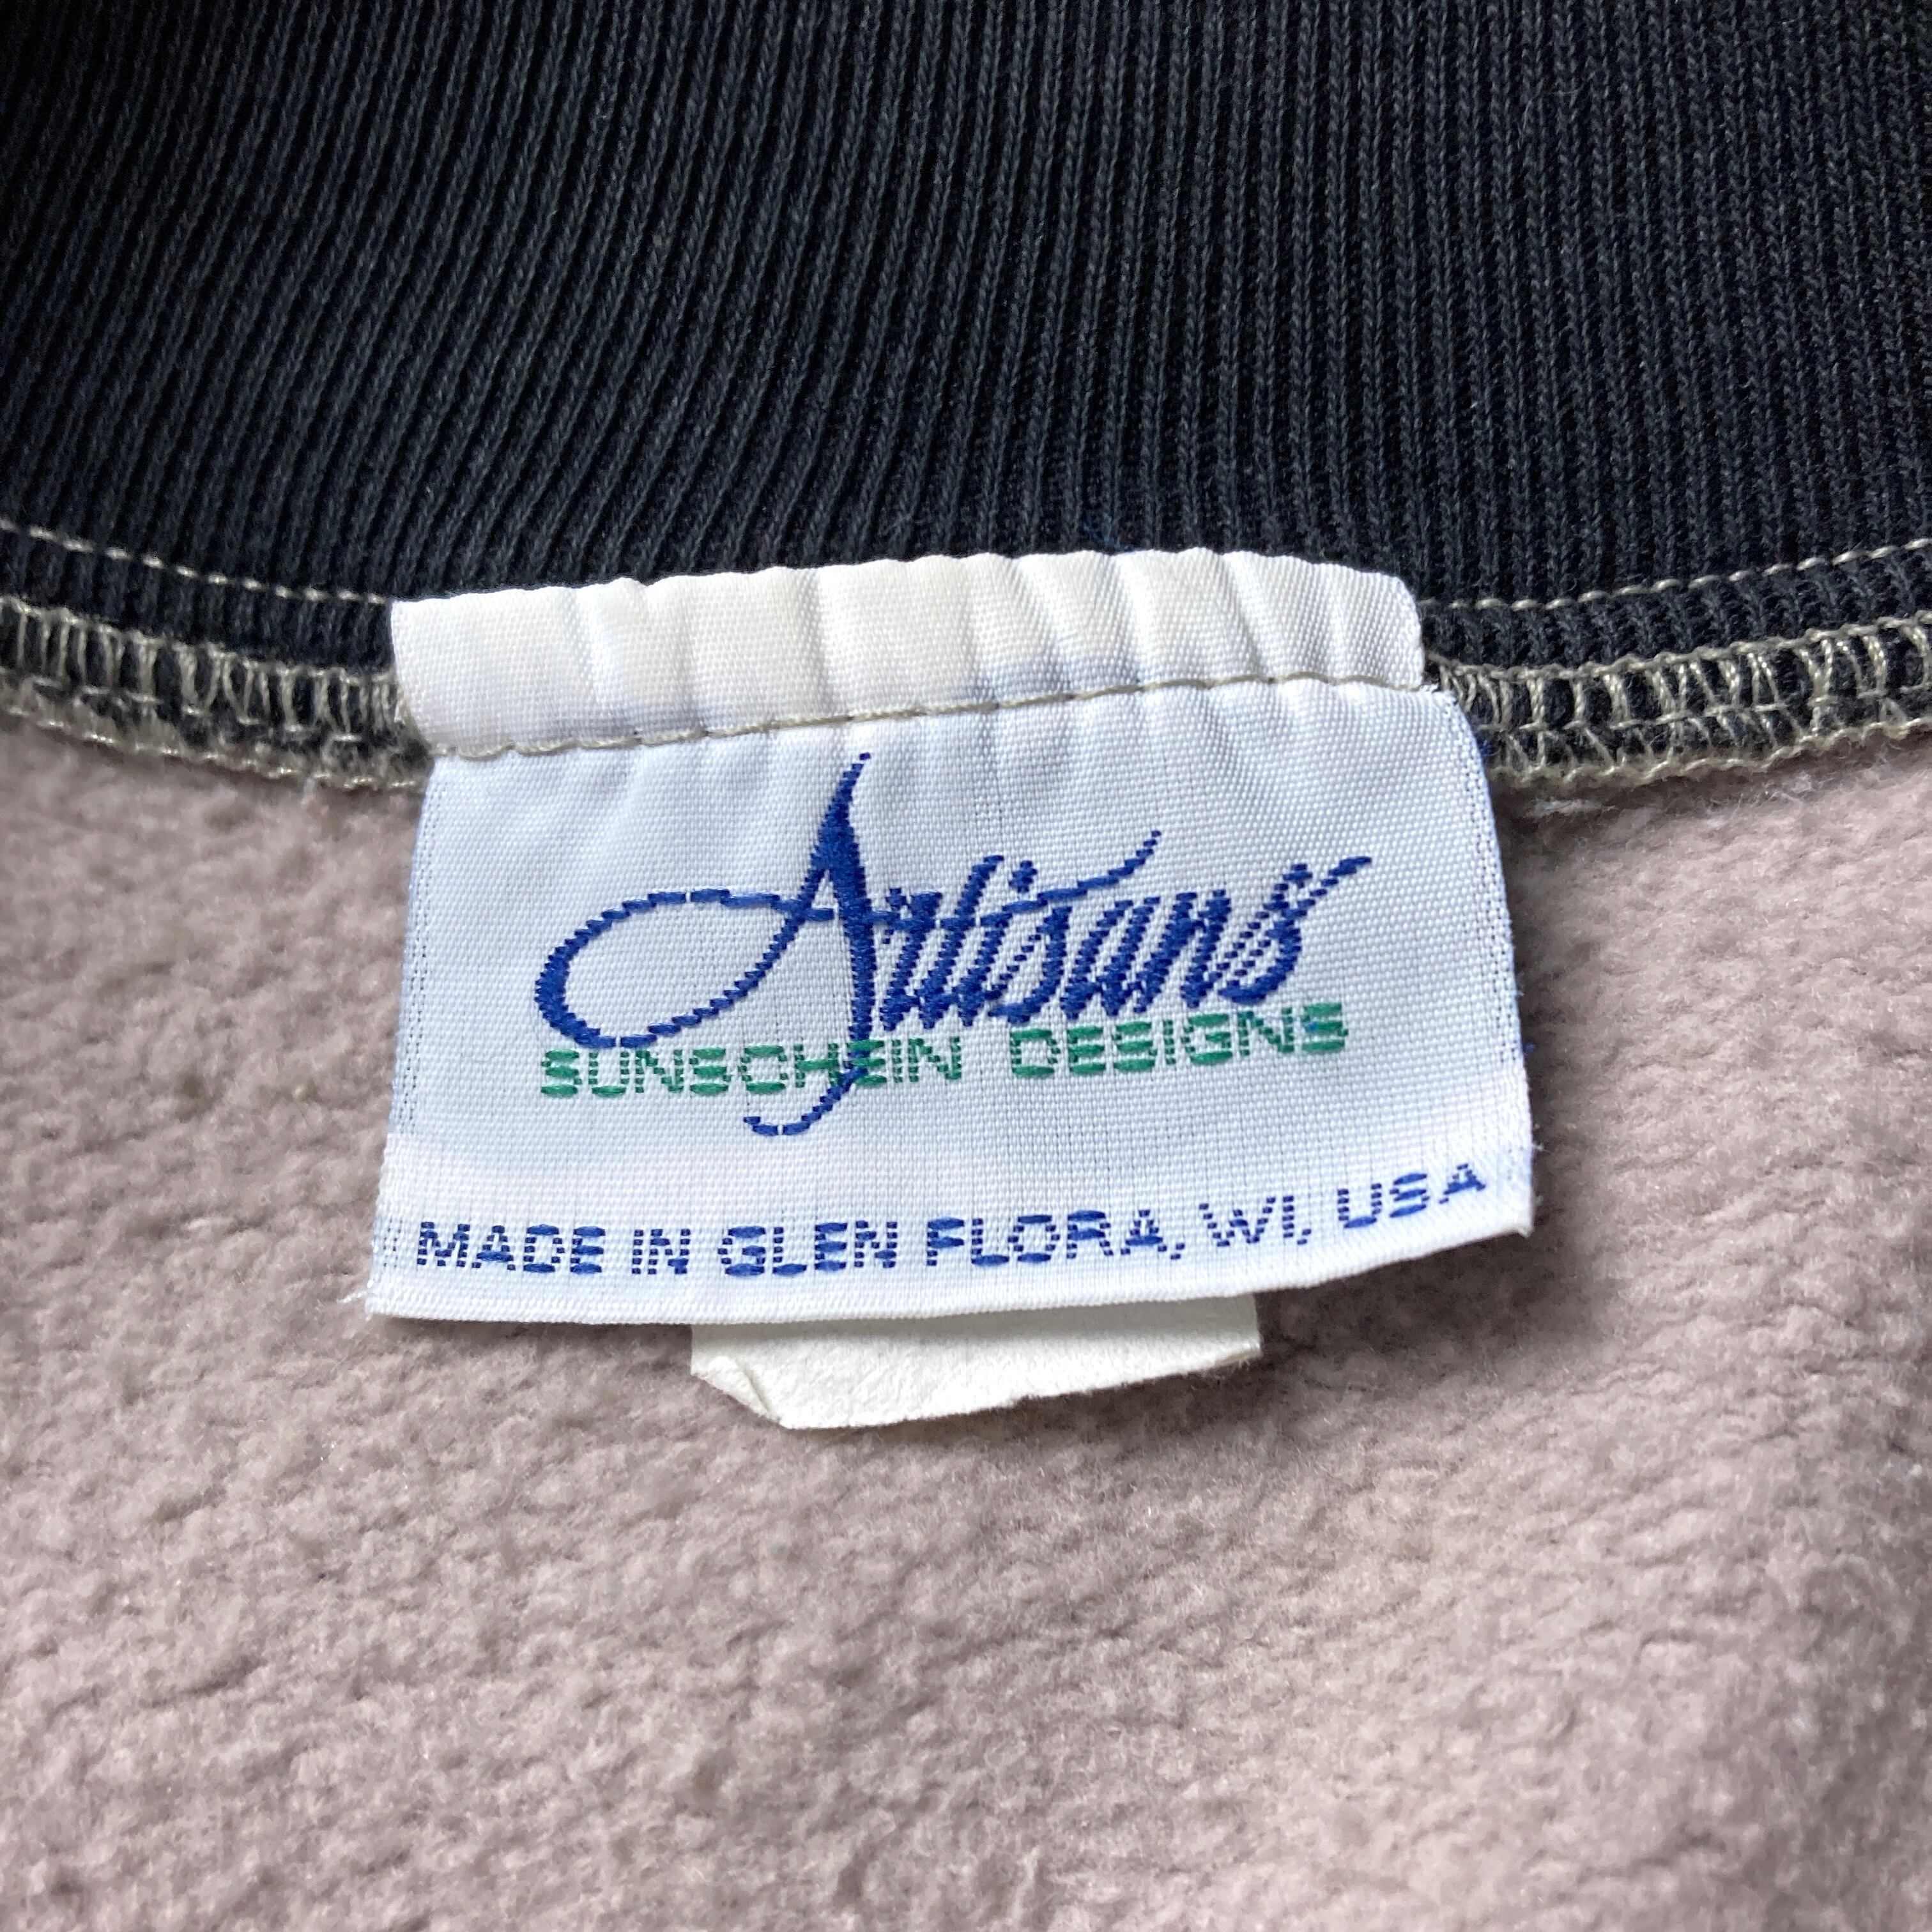 Artisans
SUNSCHEIN DESIGNS
MADE IN GLEN FLORA, WI, USA